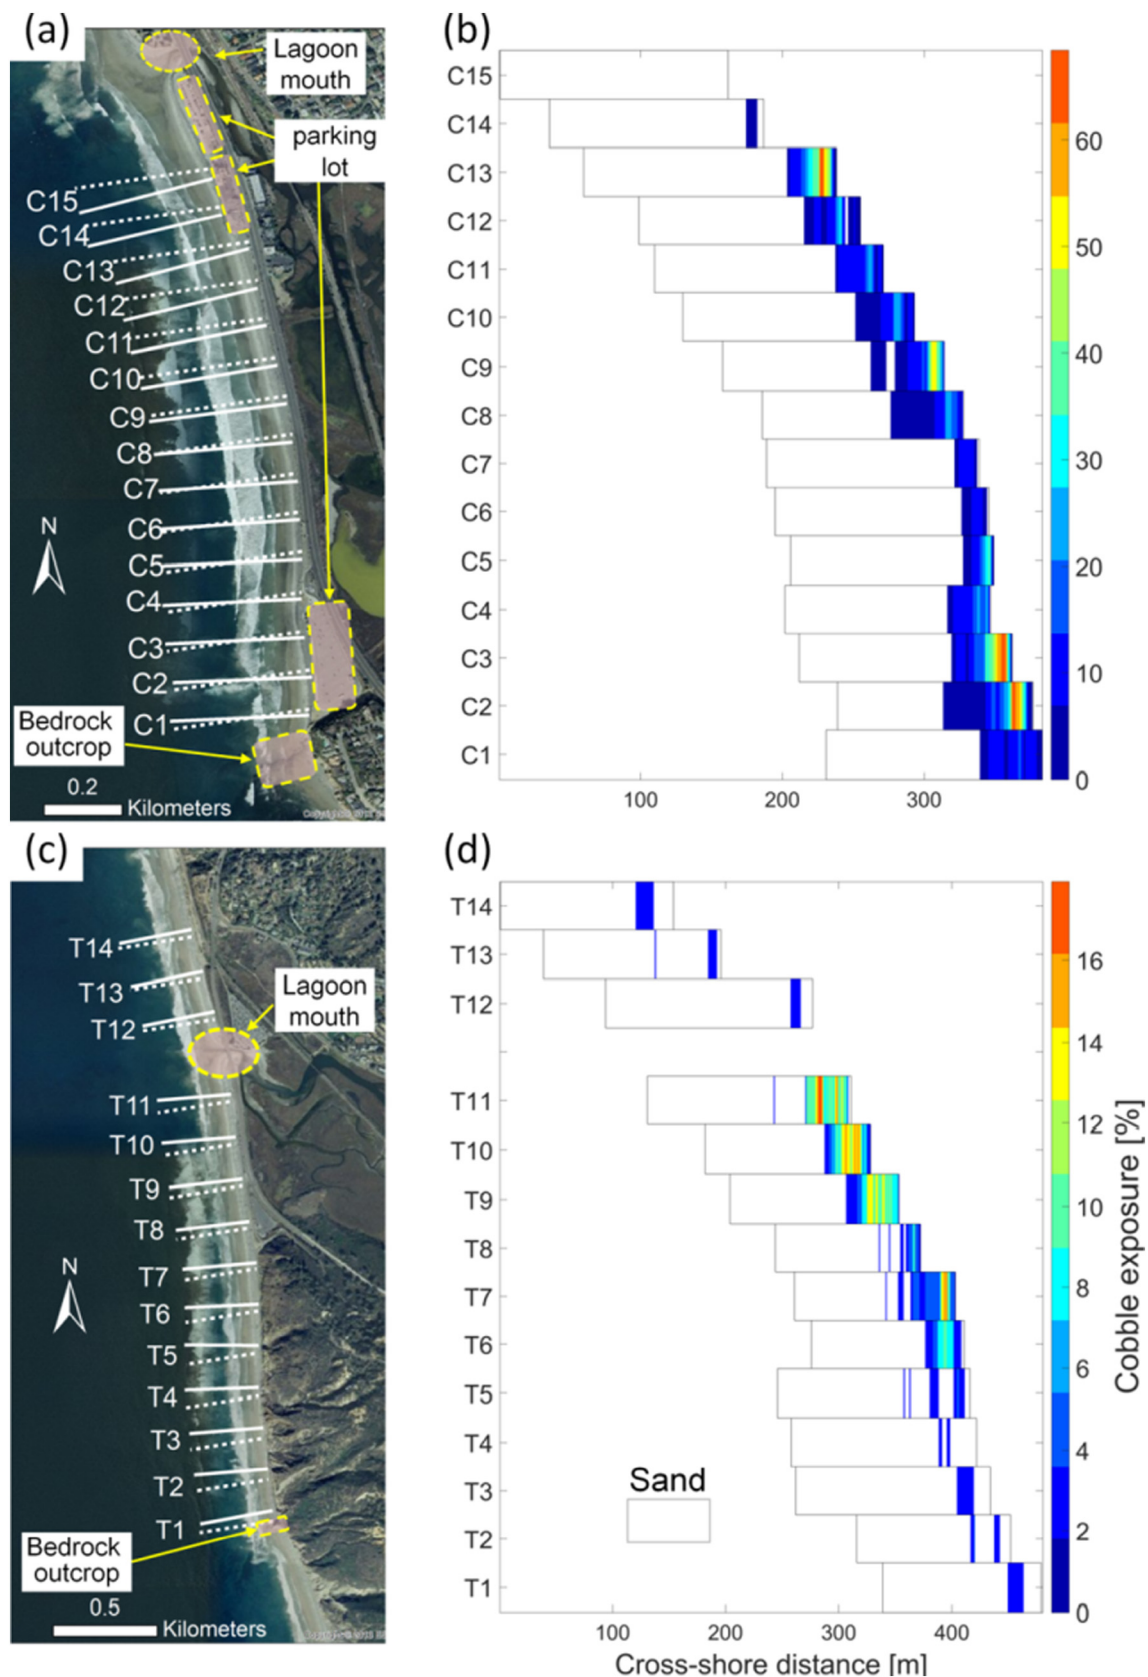 (a)
Lagoon
mouth
parking
lot
C15
C14
C13
C12
C11
C10
C9
C8
C7
C6
C5
C4
C3
C2
C1
N
Bedrock
outcrop
0.2
Kilometers
(b)
C15
C14
C13
C12
C11
C10
C9
C8
C7
C6
C5
C4
C3
C2
C1
100 200 300
60
50
40
30
20
10
0
(c)
T14
T13
T12
Lagoon
mouth
T11
T10
T9
T8
T7
T6
T5
T4
T3
T2
T1
N
Bedrock
outcrop
0.5
Kilometers
(d)
T14
T13
T12
T11
T10
T9
T8
T7
T6
T5
T4
T3
T2
T1
Sand
100 200 300 400
Cross-shore distance [m]
16
14
12
10
8
6
4
2
0
Cobble exposure [%]